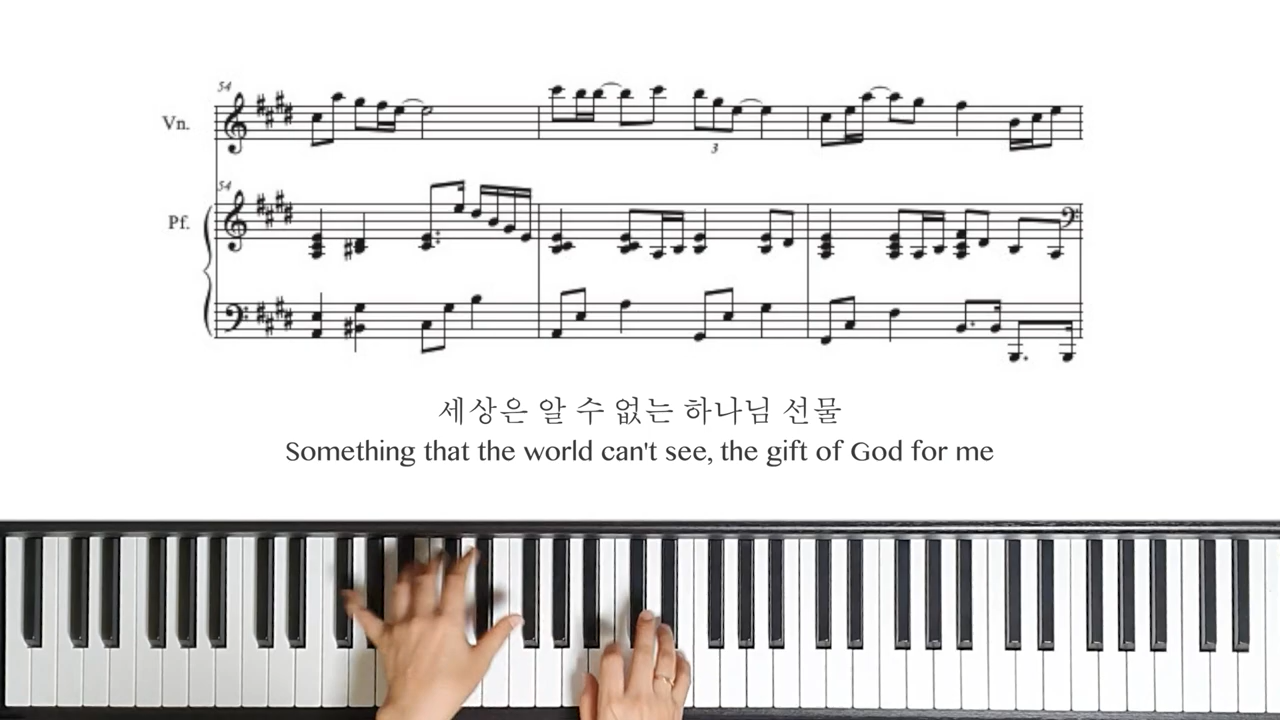 54
Vn.
3
54
Pf.
세상은 알 수 없는 하나님 선물
Something that the world can't see, the gift of God for me